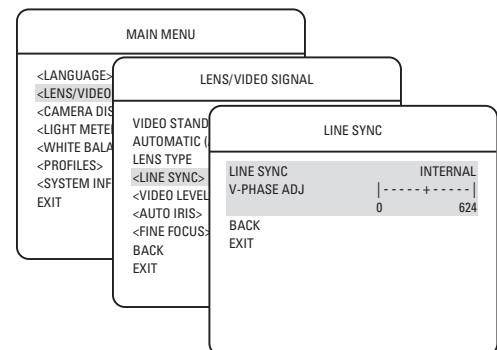 MAIN MENU
<LANGUAGE>
<LENS/VIDEO
<CAMERA DIS
<LIGHT METE
<WHITE BALA
<PROFILES>
<SYSTEM INF
EXIT
LENS/VIDEO SIGNAL
VIDEO STAND
AUTOMATIC (
LENS TYPE
<LINE SYNC>
<VIDEO LEVEL
<AUTO IRIS>
<FINE FOCUS>
BACK
EXIT
LINE SYNC
LINE SYNC INTERNAL
V-PHASE ADJ |-----+-----|
0 624
BACK
EXIT